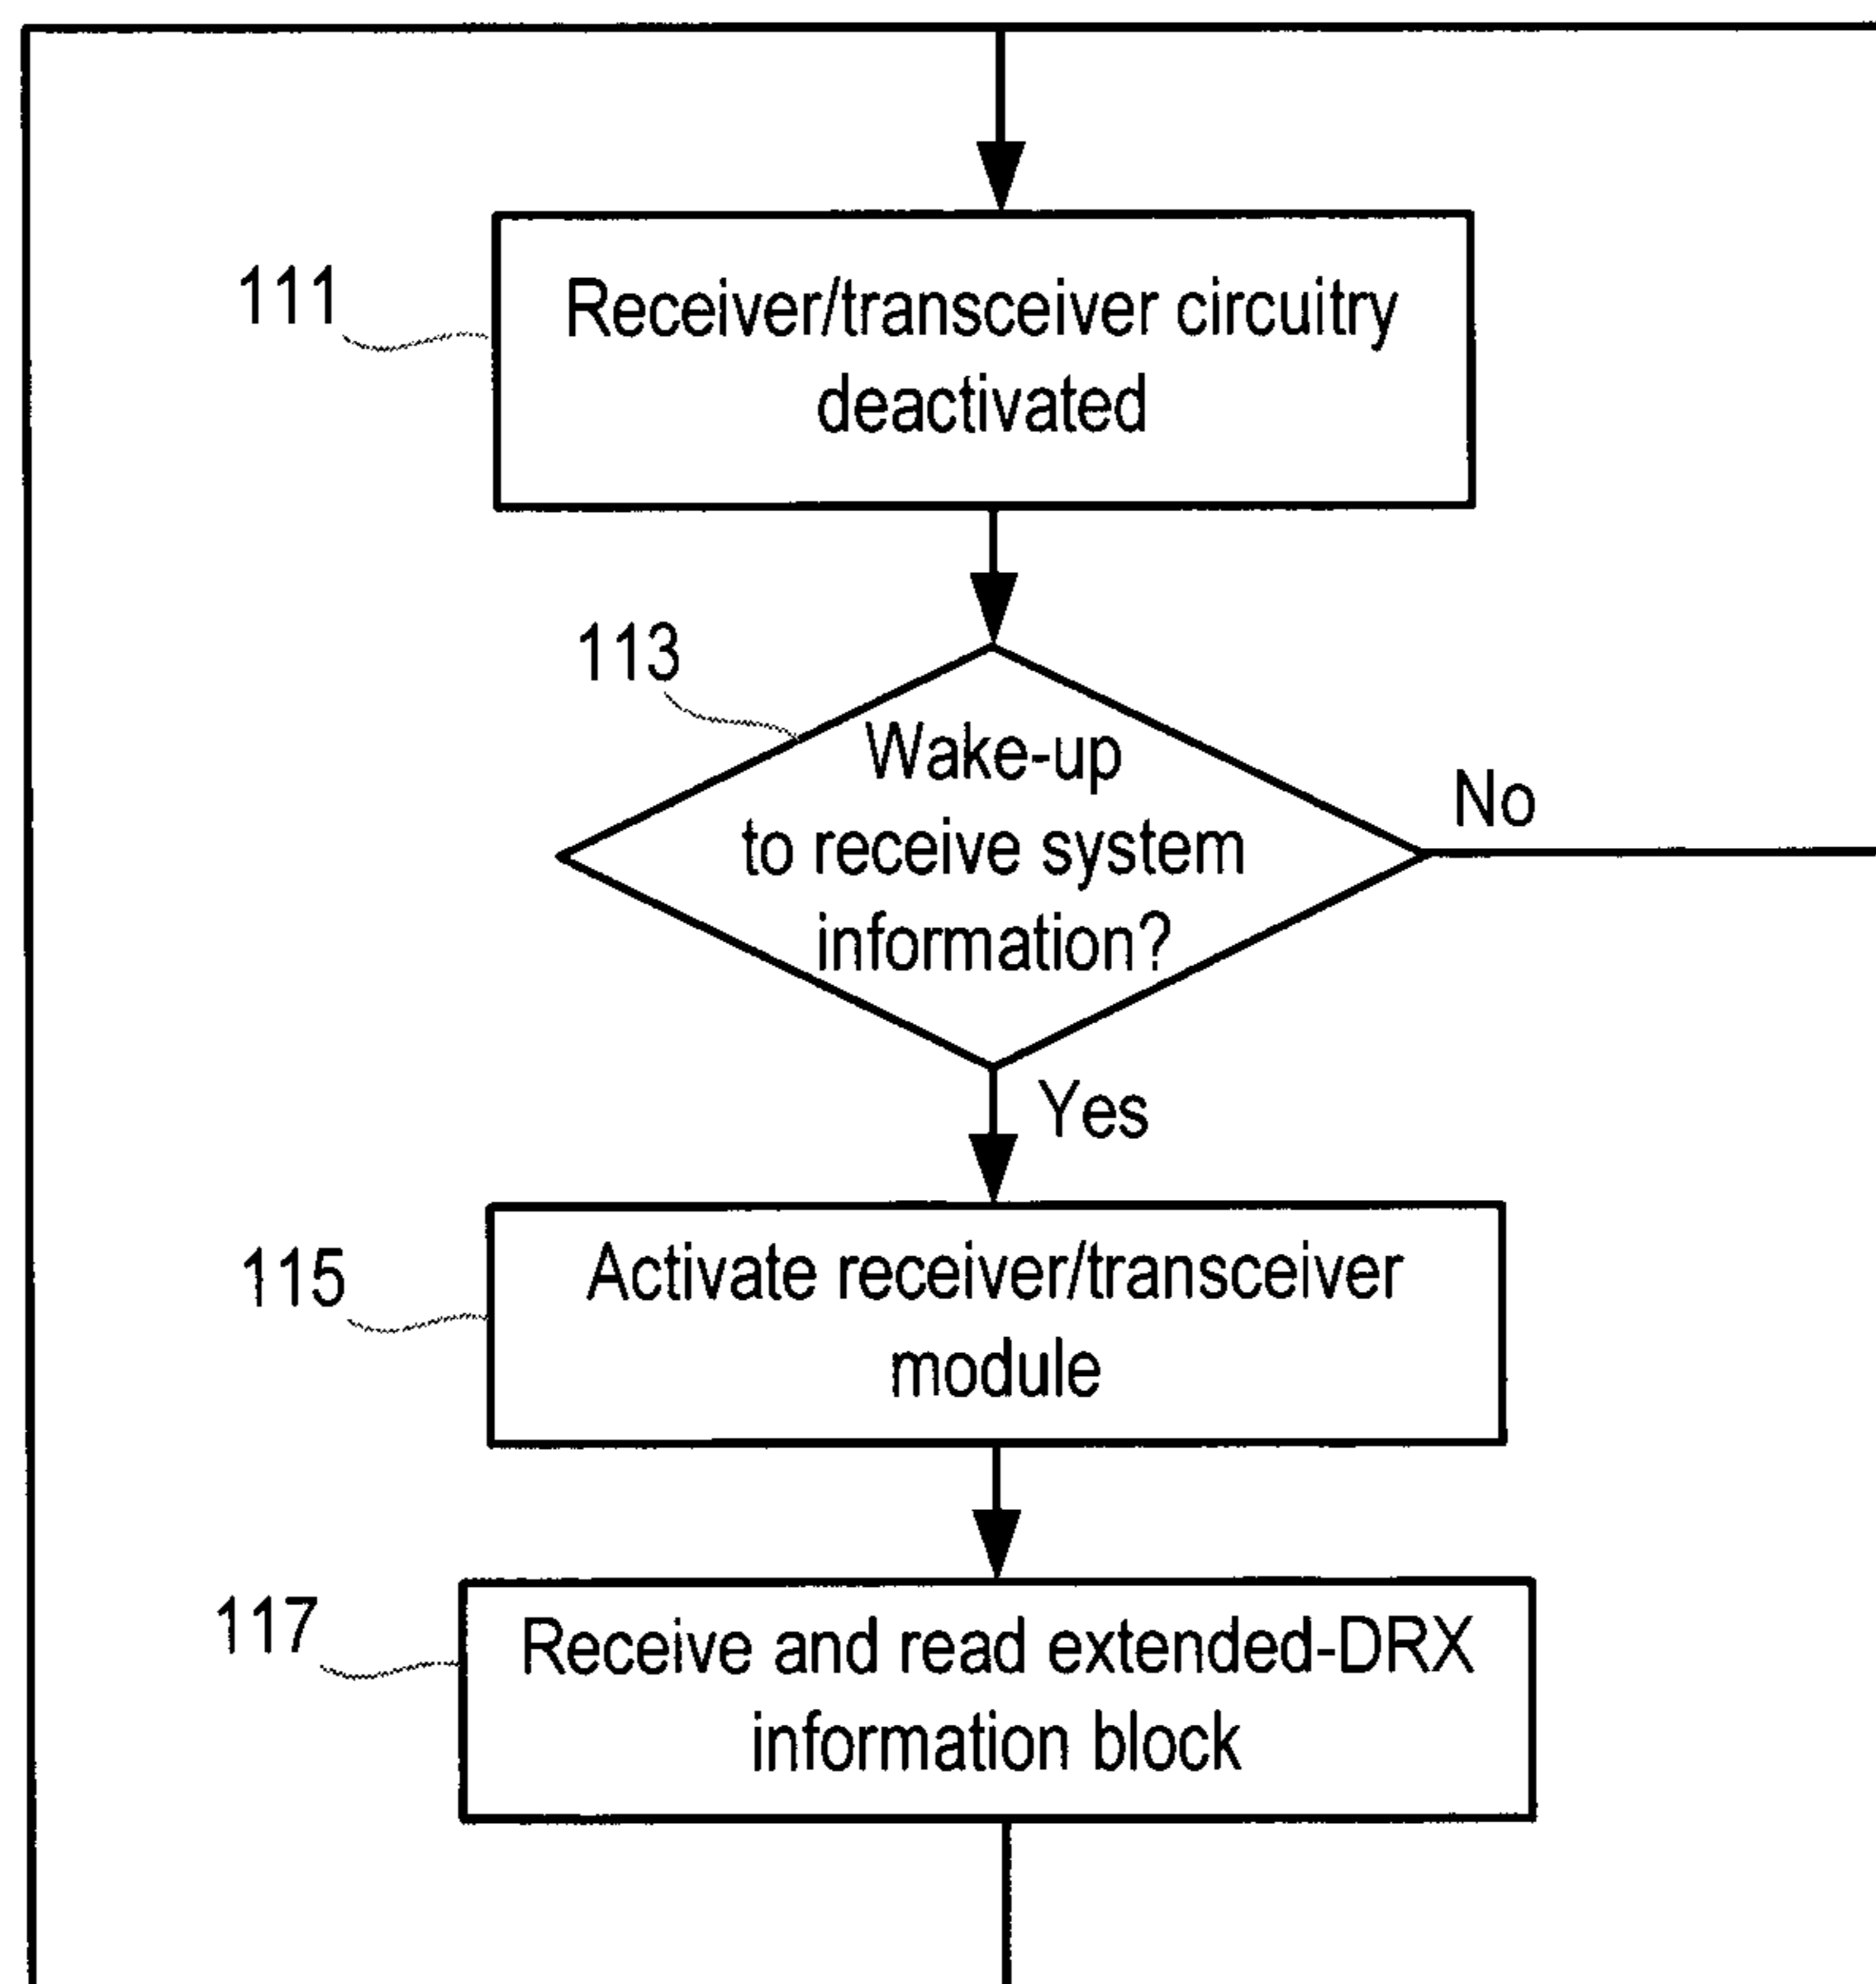 111
Receiver/transceiver circuitry
deactivated
113
Wake-up
to receive system
information?
No
Yes
115
Activate receiver/transceiver
module
117
Receive and read extended-DRX
information block